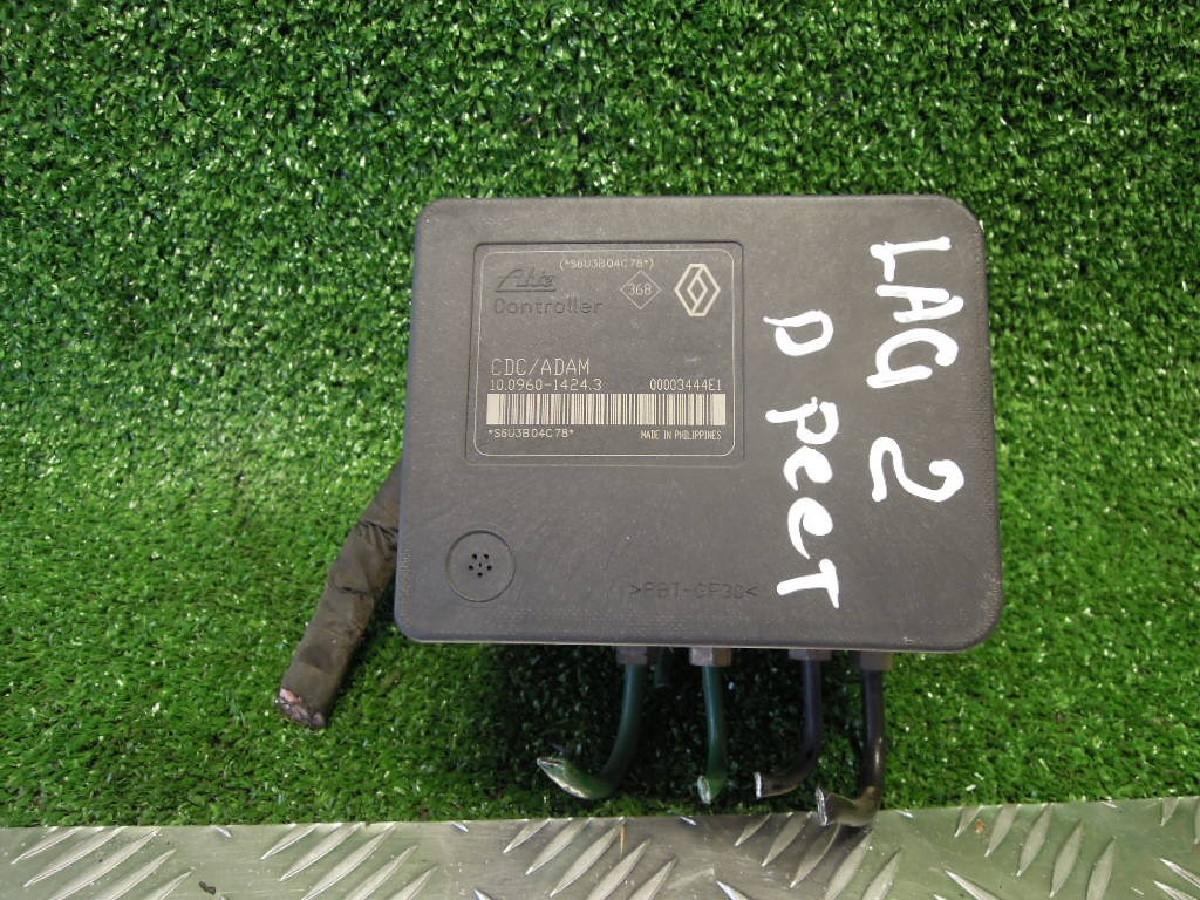 (*S6U3B04C78*)
Ate
368
Controller
CDC/ADAM
10.0960-1424.3 00003444E1
*S6U3B04C78*
MADE IN PHILIPPINES
>PBT-GF30<
LAG 2
D PEET